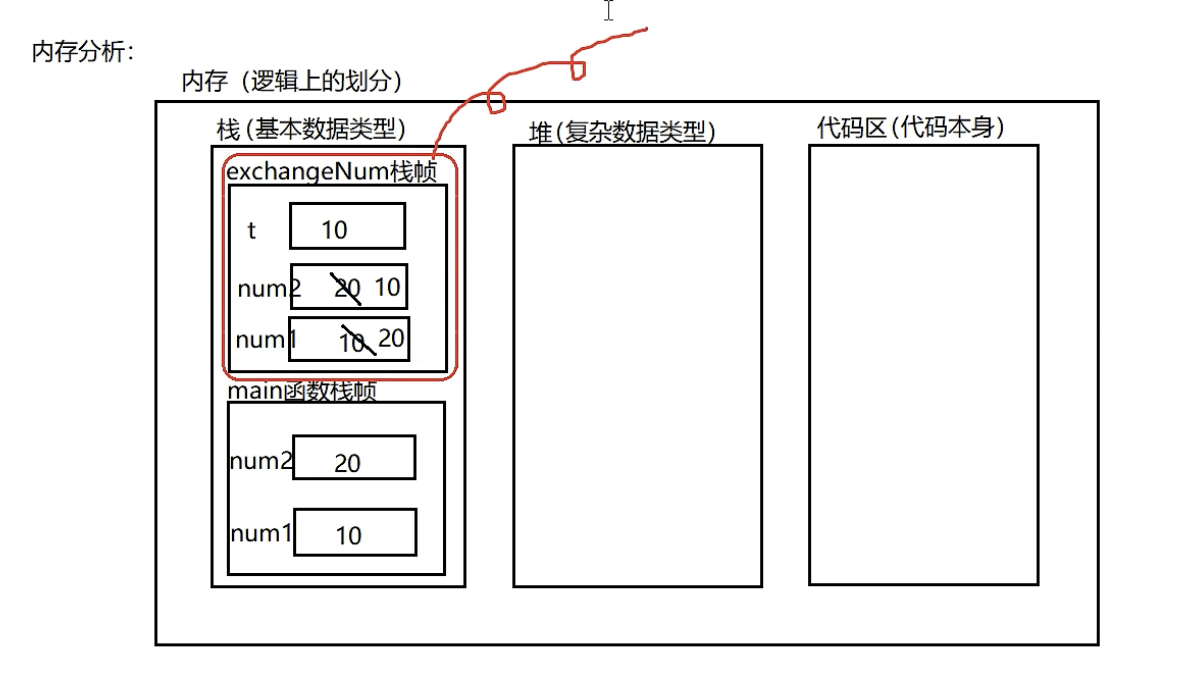 内存分析:
内存（逻辑上的划分）
栈(基本数据类型)
exchangeNum栈帧
t 10
num2 20 10
num1 10 20
main函数栈帧
num2 20
num1 10
堆(复杂数据类型)
代码区(代码本身)